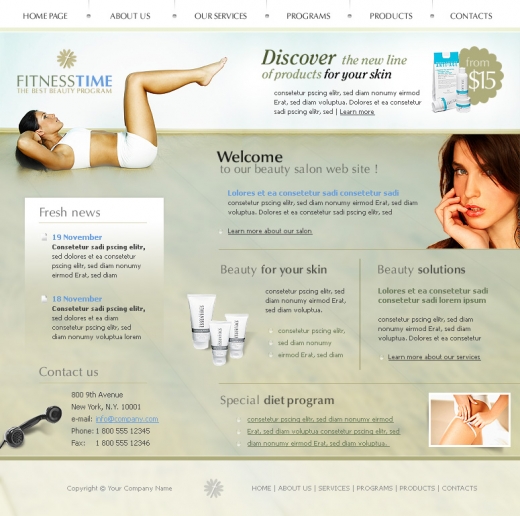 HOME PAGE ABOUT US OUR SERVICES PROGRAMS PRODUCTS CONTACTS
FITNESSTIME
THE BEST BEAUTY PROGRAM
Discover the new line
of products for your skin
consetetur pscing elitr, sed diam nonumy eirmod
Erat, sed diam voluptua. Dolores et ea consetetur
sadi pscing elitr, sed | Learn more
from
$15
Welcome
to our beauty salon web site !
Lorlores et ea consetetur sadi consetetur sadi
consetetur pscing elitr, sed diam nonumy eirmod Erat, sed diam
voluptua. Dolores et ea consetetur sadi pscing elitr, sed
Learn more about our salon
Fresh news
19 November
Consetetur sadi pscing elitr,
sed dolores et ea consetetur
pscing elitr, sed diam nonumy
eirmod Erat, sed diam
18 November
Consetetur sadi pscing elitr,
sed dolores et ea diam
consetetur pscing elitr, sed
diam nonumy voluptua lorem
Beauty for your skin
consetetur pscing elitr,
sed diam nonumy
eirmod Erat, sed diam
voluptua.
consetetur pscing elitr,
sed diam nonumy
eirmod Erat, sed diam
Beauty solutions
Dolores et ea consetetur sadi
consetetur sadi lorem ipsum
consetetur pscing elitr, sed
diam nonumy eirmod Erat, sed
diam voluptua. Dolores et ea
consetetur
Learn more about our services
Contact us
800 9th Avenue
New York, N.Y. 10001
e-mail: info@company.com
Phone: 1 800 555 12345
Fax: 1 800 555 12346
Special diet program
consetetur pscing elitr, sed diam nonumy eirmod
Erat, sed diam voluptua consetetur pscing elitr, sed
diam nonumy eirmod Erat, sed diam voluptua.
Copyright © Your Company Name
HOME | ABOUT US | SERVICES | PROGRAMS | PRODUCTS | CONTACTS